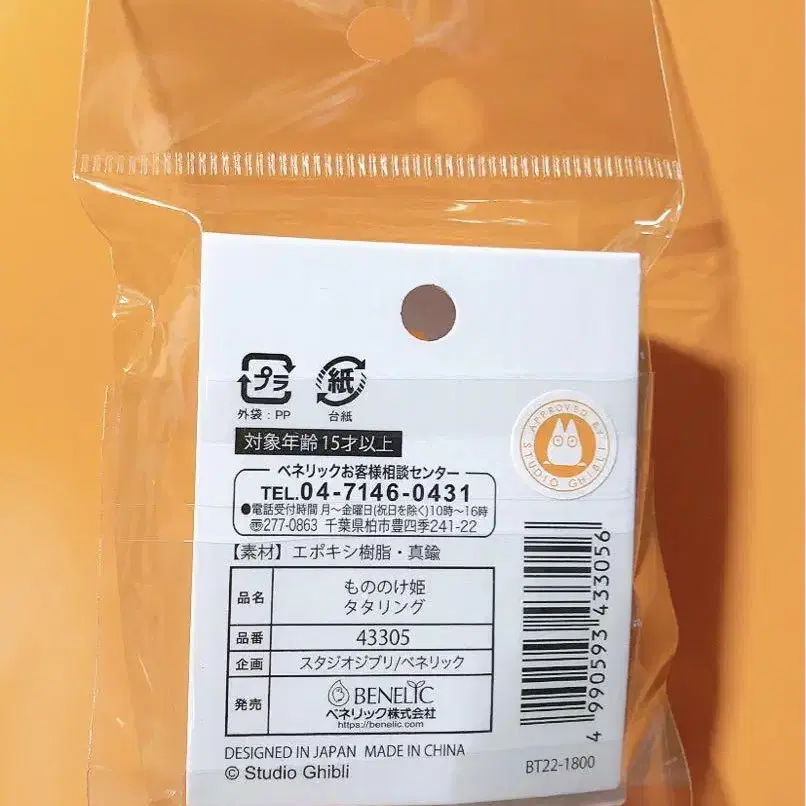 プラ
紙
外袋：PP
台紙
対象年齢15才以上
APPROVED BY STUDIO GHIBLI
ベネリックお客様相談センター
TEL.04-7146-0431
●電話受付時間 月～金曜日(祝日を除く)10時～16時
〠277-0863 千葉県柏市豊四季241-22
【素材】エポキシ樹脂・真鍮
品名 もののけ姫
タタリング
品番 43305
企画 スタジオジブリ/ベネリック
発売 BENELIC
ベネリック株式会社
https://benelic.com
4 990593 433056
DESIGNED IN JAPAN MADE IN CHINA
© Studio Ghibli
BT22-1800